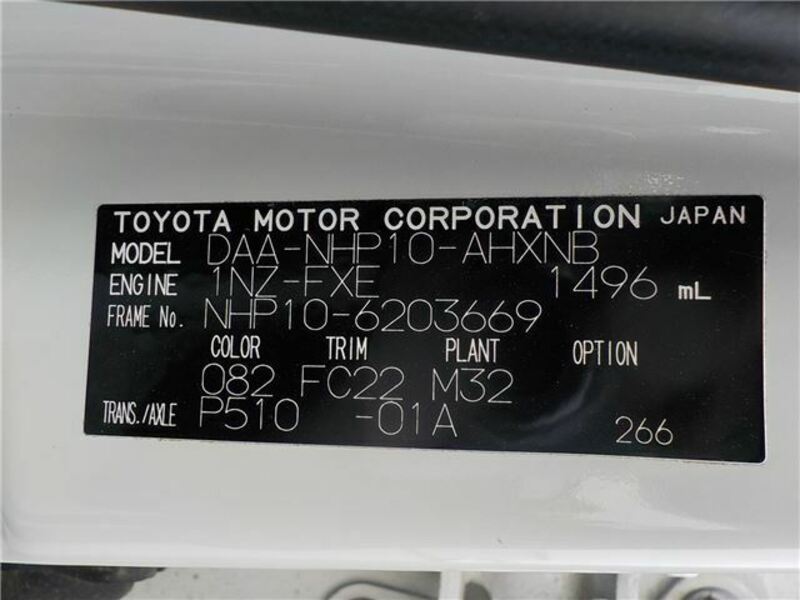 TOYOTA MOTOR CORPORATION JAPAN
MODEL DAA-NHP10-AHXNB
ENGINE 1NZ-FXE 1496 mL
FRAME No. NHP10-6203669
COLOR TRIM PLANT OPTION
082 FC22 M32
TRANS./AXLE P510 -01A 266